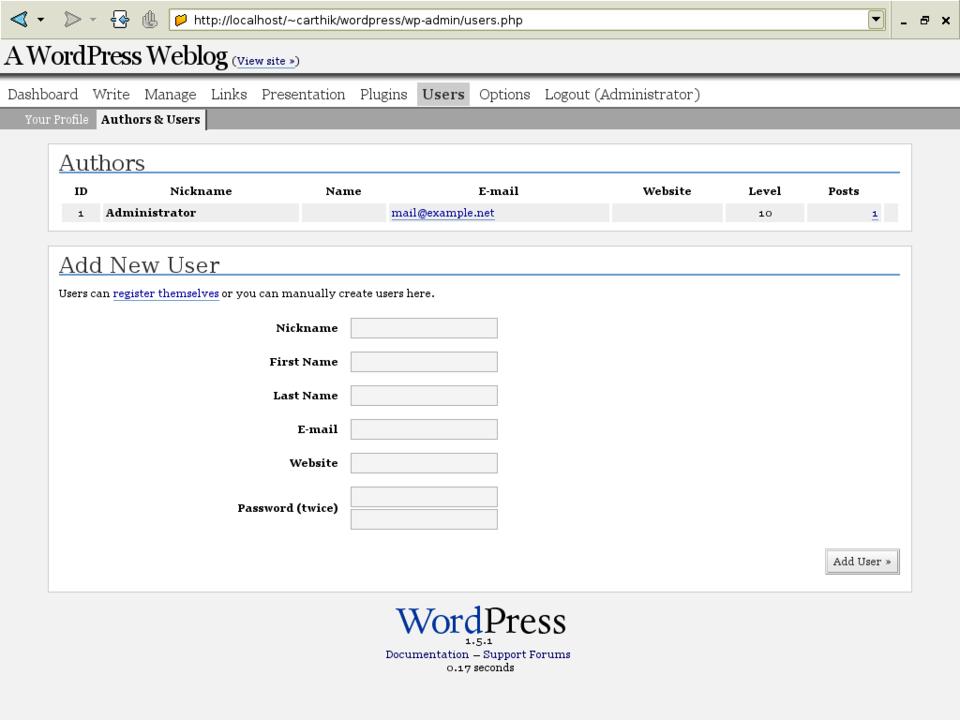 http://localhost/~carthik/wordpress/wp-admin/users.php
A WordPress Weblog (View site »)
Dashboard Write Manage Links Presentation Plugins Users Options Logout (Administrator)
Your Profile Authors & Users
Authors
ID Nickname Name E-mail Website Level Posts
1 Administrator mail@example.net 10 1
Add New User
Users can register themselves or you can manually create users here.
Nickname
First Name
Last Name
E-mail
Website
Password (twice)
Add User »
WordPress
1.5.1
Documentation — Support Forums
0.17 seconds